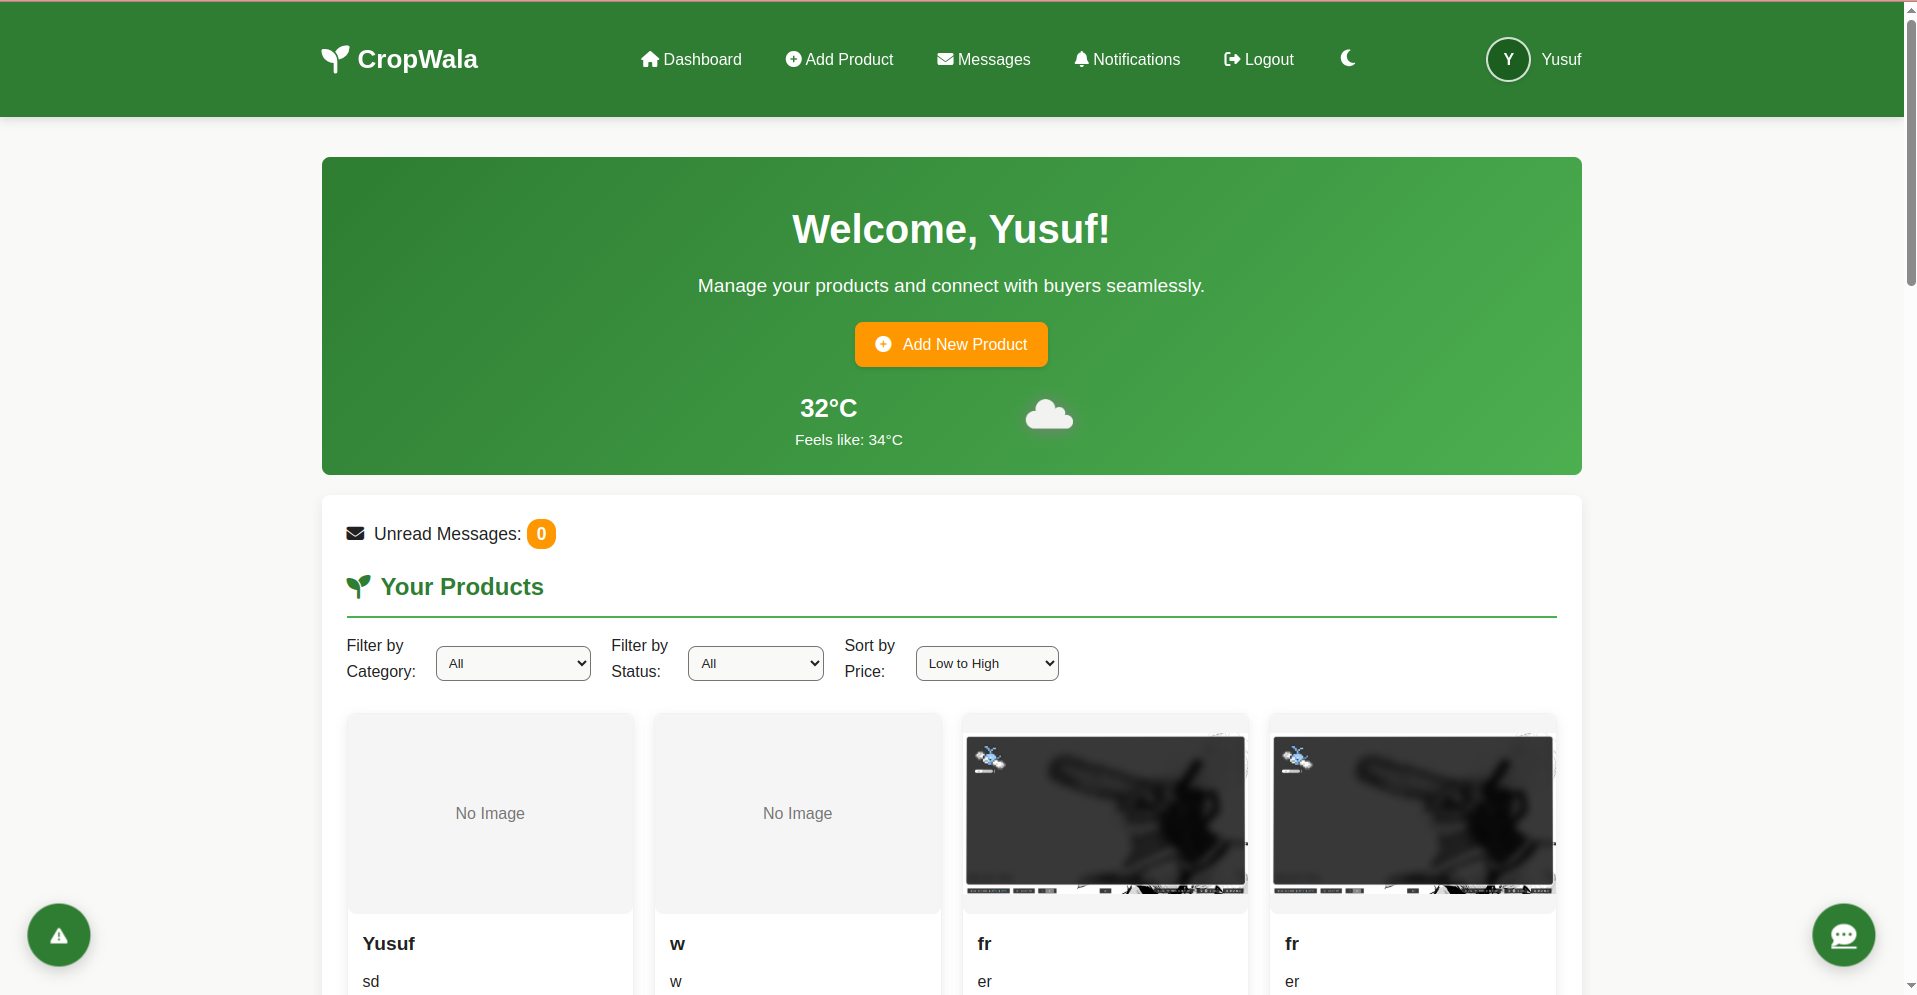 CropWala
Dashboard
Add Product
Messages
Notifications
Logout
Y
Yusuf
Welcome, Yusuf!
Manage your products and connect with buyers seamlessly.
Add New Product
32°C
Feels like: 34°C
Unread Messages: 0
Your Products
Filter by
Category:
All
Filter by
Status:
All
Sort by
Price:
Low to High
No Image
No Image
Yusuf
w
fr
fr
sd
w
er
er